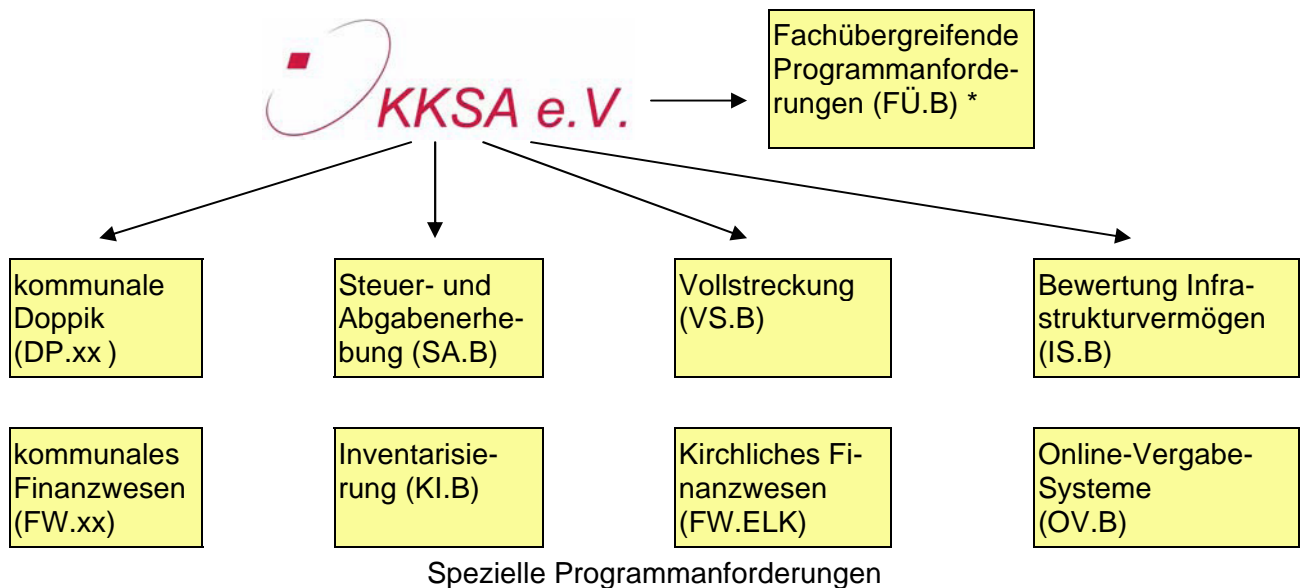 KKSA e.V.
Fachübergreifende
Programmanforde-
rungen (FÜ.B) *
kommunale
Doppik
(DP.xx )
Steuer- und
Abgabenerhe-
bung (SA.B)
Vollstreckung
(VS.B)
Bewertung Infra-
strukturvermögen
(IS.B)
kommunales
Finanzwesen
(FW.xx)
Inventarisie-
rung (KI.B)
Kirchliches Fi-
nanzwesen
(FW.ELK)
Online-Vergabe-
Systeme
(OV.B)
Spezielle Programmanforderungen